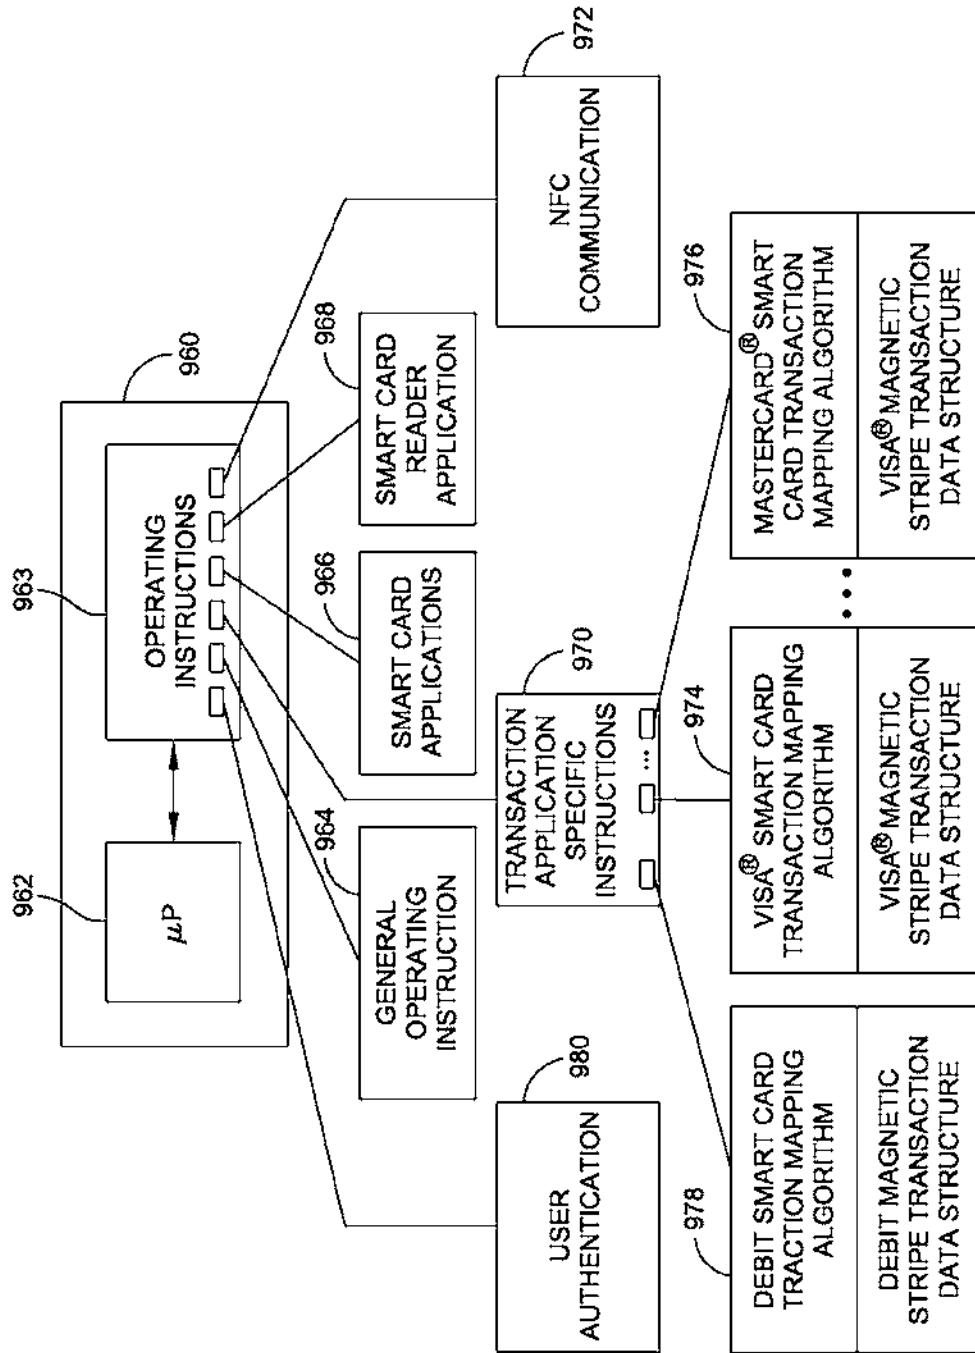 960
962
μP
963
OPERATING
INSTRUCTIONS
964
GENERAL
OPERATING
INSTRUCTION
966
SMART CARD
APPLICATIONS
968
SMART CARD
READER
APPLICATION
980
USER
AUTHENTICATION
970
TRANSACTION
APPLICATION
SPECIFIC
INSTRUCTIONS
...
972
NFC
COMMUNICATION
978
DEBIT SMART CARD
TRACTION MAPPING
ALGORITHM
DEBIT MAGNETIC
STRIPE TRANSACTION
DATA STRUCTURE
974
VISA® SMART CARD
TRANSACTION MAPPING
ALGORITHM
VISA® MAGNETIC
STRIPE TRANSACTION
DATA STRUCTURE
...
976
MASTERCARD® SMART
CARD TRANSACTION
MAPPING ALGORITHM
VISA® MAGNETIC
STRIPE TRANSACTION
DATA STRUCTURE